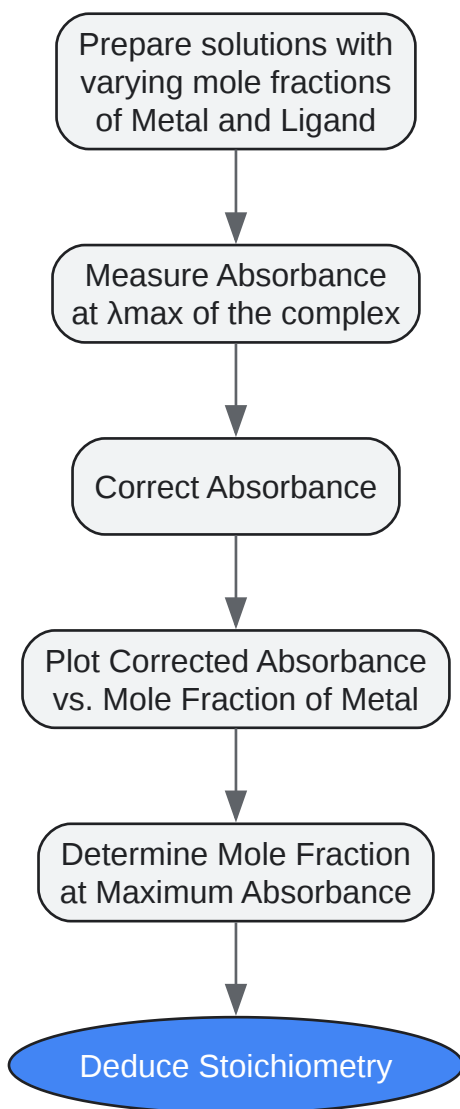 Prepare solutions with
varying mole fractions
of Metal and Ligand
Measure Absorbance
at λmax of the complex
Correct Absorbance
Plot Corrected Absorbance
vs. Mole Fraction of Metal
Determine Mole Fraction
at Maximum Absorbance
Deduce Stoichiometry